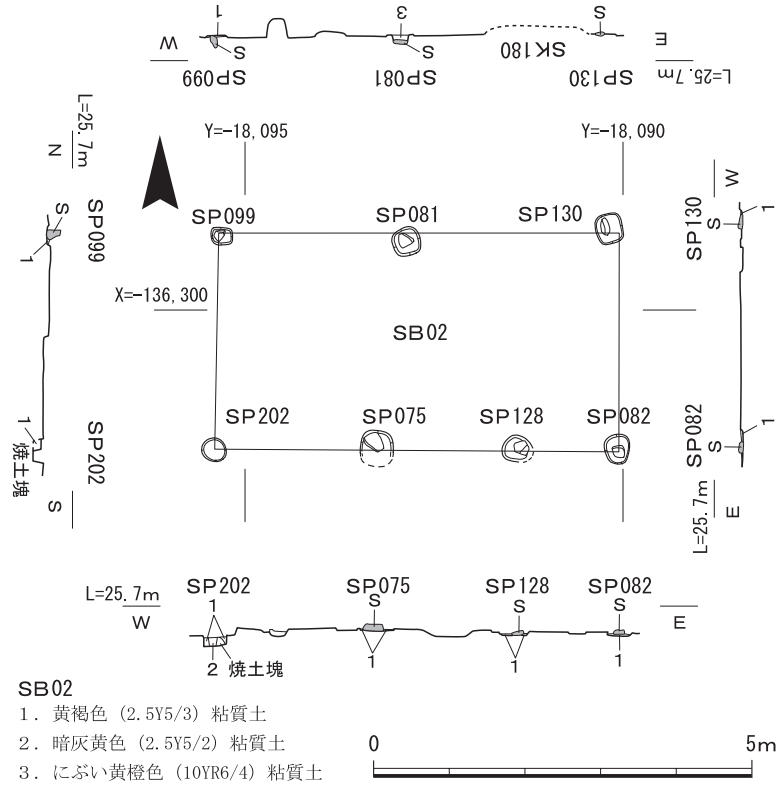 1 3 S
W S S E
SP099 SP081 SK180 SP130 L=25.7m
L=25.7m
N
Y=-18,095 Y=-18,090
W
SP099 SP081 SP130
S
SP099
1
1
S
SP130
X=-136,300
SB02
SP202 SP075 SP128 SP082
1
焼土塊
SP202
S
1
S
SP082
E
L=25.7m
SP202 SP075 SP128 SP082
L=25.7m 1 S S S
W E
2 焼土塊 1 1 1
SB02
1. 黄褐色 (2.5Y5/3) 粘質土
2. 暗灰黄色 (2.5Y5/2) 粘質土
3. にぶい黄橙色 (10YR6/4) 粘質土
0 5m